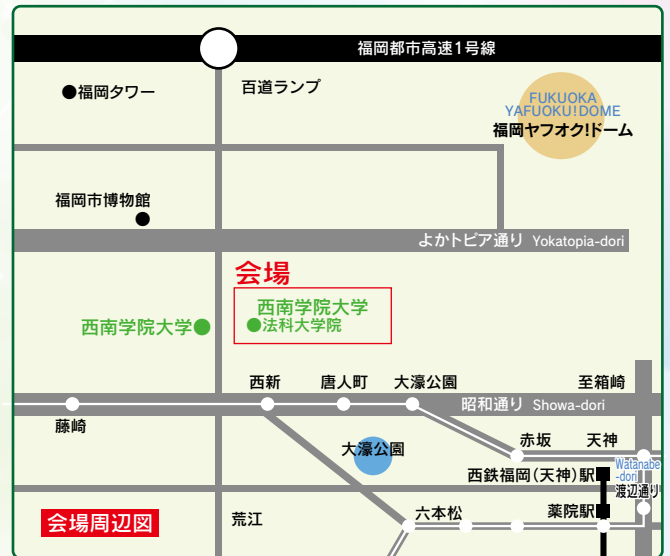 福岡都市高速1号線
百道ランプ
●福岡タワー
FUKUOKA
YAFUOKU!DOME
福岡ヤフオク!ドーム
福岡市博物館
よかトピア通り Yokatopia-dori
会場
西南学院大学
●法科大学院
西南学院大学●
西新
唐人町
大濠公園
至箱崎
昭和通り Showa-dori
藤崎
赤坂
天神
大濠公園
Watanabe
-dori
渡辺通り
西鉄福岡(天神)駅
薬院駅
六本松
荒江
会場周辺図